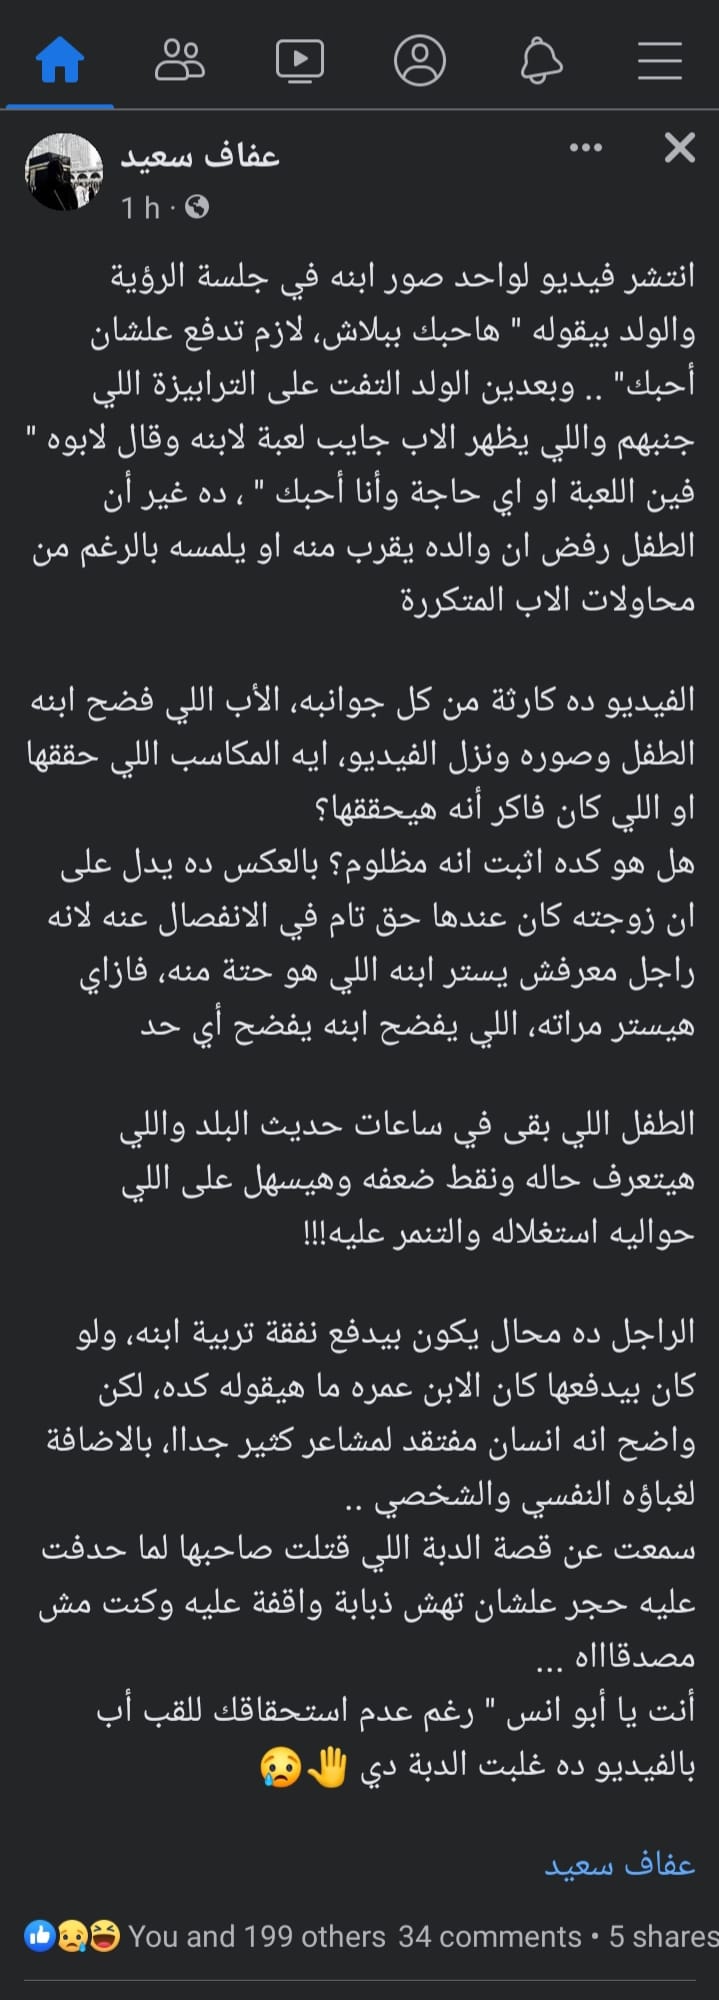 عفاف سعيد
1 h ·
انتشر فيديو لواحد صور ابنه في جلسة الرؤية
والولد بيقوله " هاحبك ببلاش، لازم تدفع علشان
أحبك" .. وبعدين الولد التفت على الترابيزة اللي
جنبهم واللي يظهر الاب جايب لعبة لابنه وقال لابوه "
فين اللعبة او اي حاجة وأنا أحبك " ، ده غير أن
الطفل رفض ان والده يقرب منه او يلمسه بالرغم من
محاولات الاب المتكررة
الفيديو ده كارثة من كل جوانبه، الأب اللي فضح ابنه
الطفل وصوره ونزل الفيديو، ايه المكاسب اللي حققها
او اللي كان فاكر أنه هيحققها؟
هل هو كده اثبت انه مظلوم؟ بالعكس ده يدل على
ان زوجته كان عندها حق تام في الانفصال عنه لانه
راجل معرفش يستر ابنه اللي هو حتة منه، فازاي
هيستر مراته، اللي يفضح ابنه يفضح أي حد
الطفل اللي بقى في ساعات حديث البلد واللي
هيتعرف حاله ونقط ضعفه وهيسهل على اللي
حواليه استغلاله والتنمر عليه!!!
الراجل ده محال يكون بيدفع نفقة تربية ابنه، ولو
كان بيدفعها كان الابن عمره ما هيقوله كده، لكن
واضح انه انسان مفتقد لمشاعر كثير جداا، بالاضافة
لغباؤه النفسي والشخصي ..
سمعت عن قصة الدبة اللي قتلت صاحبها لما حدفت
عليه حجر علشان تهش ذبابة واقفة عليه وكنت مش
مصدقاااه ...
أنت يا أبو انس " رغم عدم استحقاقك للقب أب
بالفيديو ده غلبت الدبة دي 🤚😢
عفاف سعيد
You and 199 others 34 comments • 5 shares